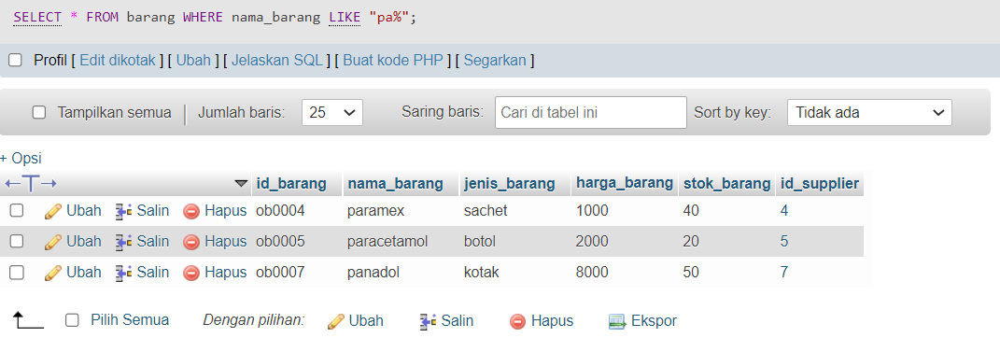 SELECT * FROM barang WHERE nama_barang LIKE "pa%";
Profil [ Edit dikotak ] [ Ubah ] [ Jelaskan SQL ] [ Buat kode PHP ] [ Segarkan ]
Tampilkan semua | Jumlah baris: 25 Saring baris: Cari di tabel ini Sort by key: Tidak ada
+ Opsi
←T→ id_barang nama_barang jenis_barang harga_barang stok_barang id_supplier
Ubah Salin Hapus ob0004 paramex sachet 1000 40 4
Ubah Salin Hapus ob0005 paracetamol botol 2000 20 5
Ubah Salin Hapus ob0007 panadol kotak 8000 50 7
Pilih Semua Dengan pilihan: Ubah Salin Hapus Ekspor